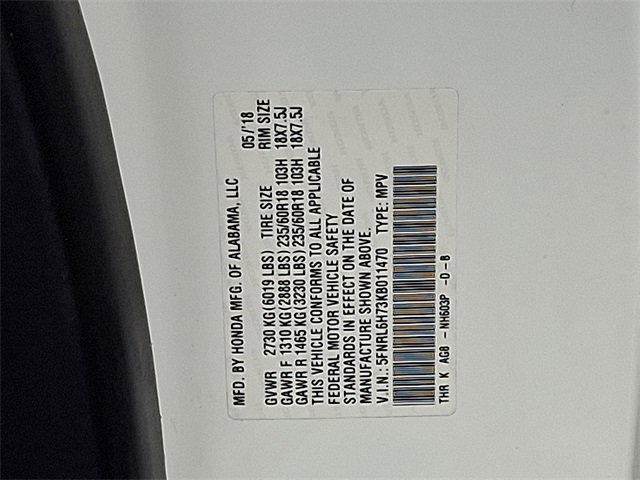 MFD. BY HONDA MFG. OF ALABAMA, LLC 05/'18
GVWR 2730 KG (6019 LBS) TIRE SIZE RIM SIZE
GAWR F 1310 KG (2888 LBS) 235/60R18 103H 18X7.5J
GAWR R 1465 KG (3230 LBS) 235/60R18 103H 18X7.5J
THIS VEHICLE CONFORMS TO ALL APPLICABLE
FEDERAL MOTOR VEHICLE SAFETY
STANDARDS IN EFFECT ON THE DATE OF
MANUFACTURE SHOWN ABOVE.
V.I.N.: 5FNRL6H73KB011470 TYPE: MPV
THR K AGB - NH603P -D-B